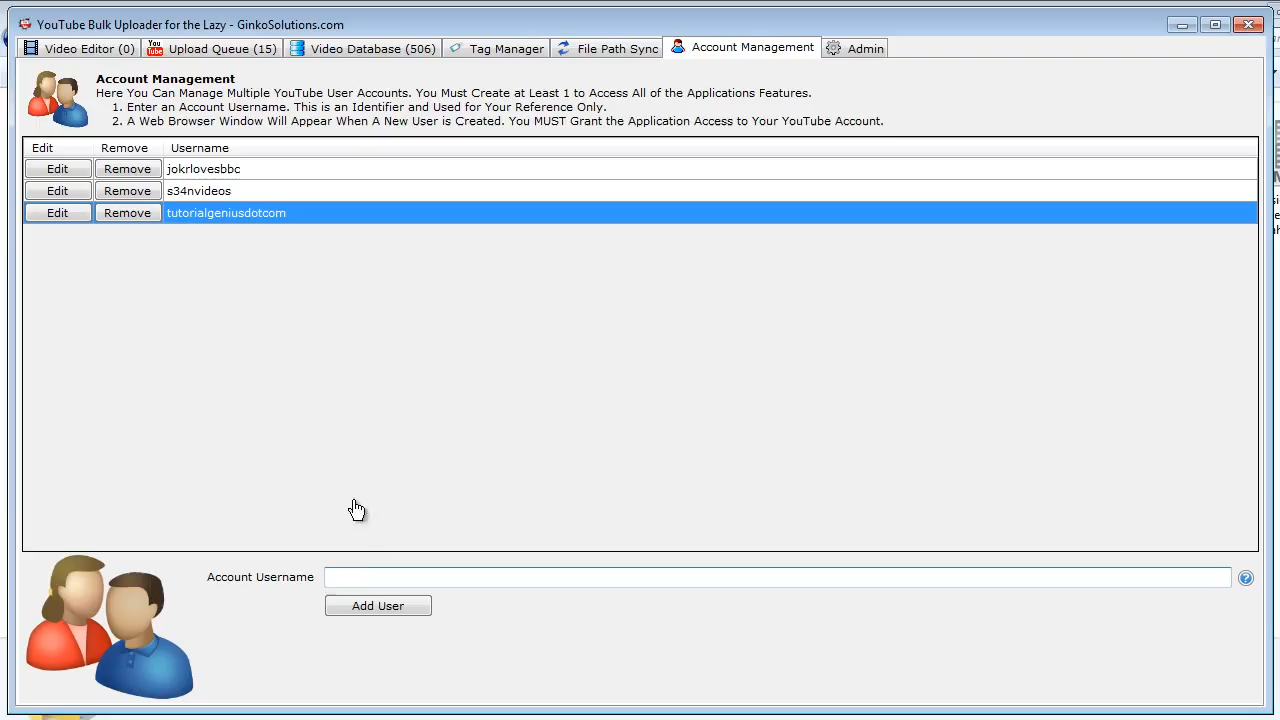 YouTube Bulk Uploader for the Lazy - GinkoSolutions.com
Video Editor (0)
You Tube
Upload Queue (15)
Video Database (506)
Tag Manager
File Path Sync
Account Management
Admin
Account Management
Here You Can Manage Multiple YouTube User Accounts. You Must Create at Least 1 to Access All of the Applications Features.
1. Enter an Account Username. This is an Identifier and Used for Your Reference Only.
2. A Web Browser Window Will Appear When A New User is Created. You MUST Grant the Application Access to Your YouTube Account.
Edit Remove Username
Edit Remove jokrlovesbbc
Edit Remove s34nvideos
Edit Remove tutorialgeniusdotcom
Account Username
?
Add User